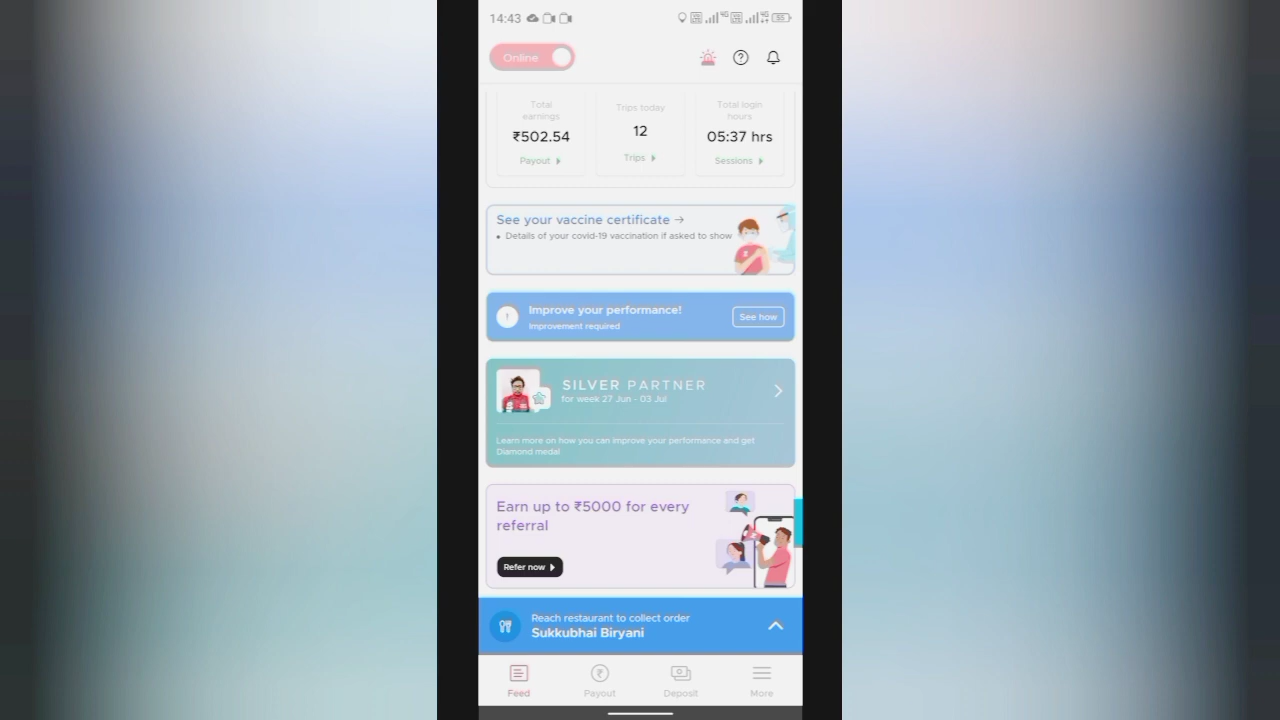 14:43
4G
4G
55
Online
Total
earnings
₹502.54
Payout
Trips today
12
Trips
Total login
hours
05:37 hrs
Sessions
See your vaccine certificate →
• Details of your covid-19 vaccination if asked to show
Improve your performance!
Improvement required
See how
SILVER PARTNER
for week 27 Jun - 03 Jul
Learn more on how you can improve your performance and get
Diamond medal
Earn up to ₹5000 for every
referral
Refer now
Reach restaurant to collect order
Sukkubhai Biryani
Feed
Payout
Deposit
More